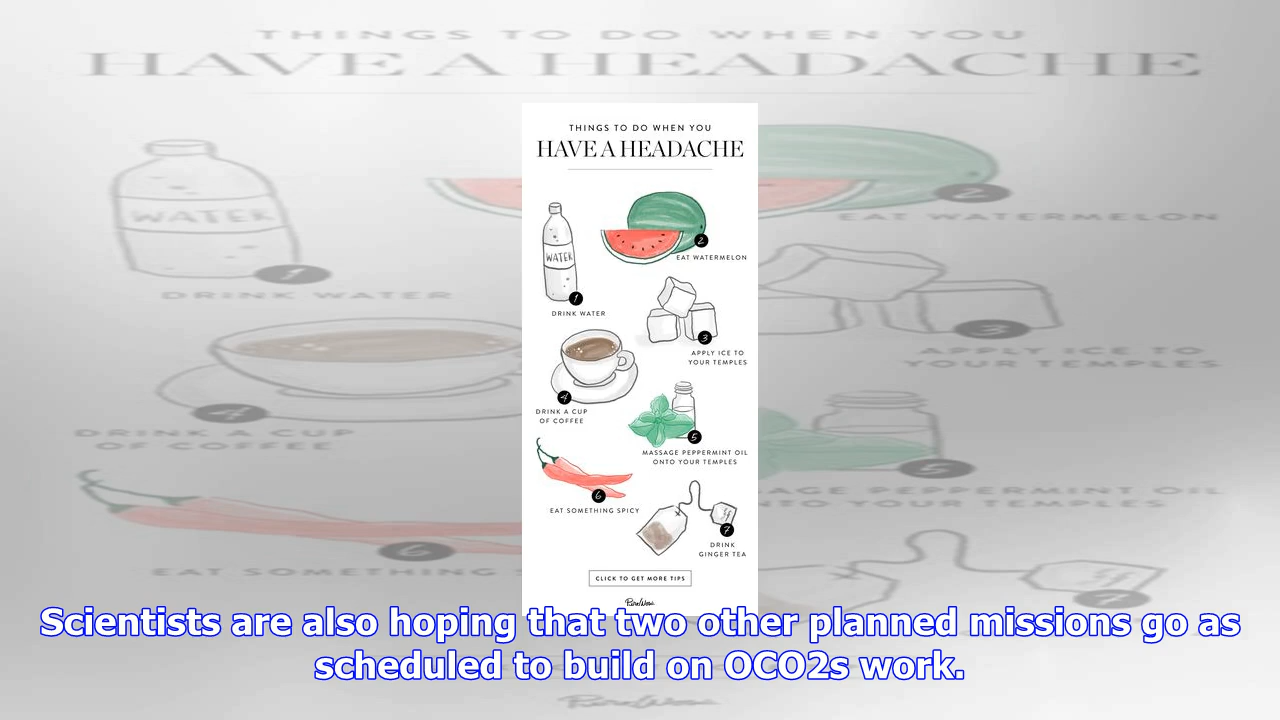 THINGS TO DO WHEN YOU
HAVE A HEADACHE
WATER
1
DRINK WATER
2
EAT WATERMELON
3
APPLY ICE TO
YOUR TEMPLES
4
DRINK A CUP
OF COFFEE
5
MASSAGE PEPPERMINT OIL
ONTO YOUR TEMPLES
6
EAT SOMETHING SPICY
7
DRINK
GINGER TEA
CLICK TO GET MORE TIPS
PureWow
Scientists are also hoping that two other planned missions go as
scheduled to build on OCO2s work.